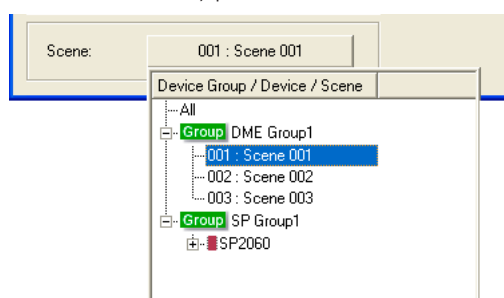 Scene: 001 : Scene 001
Device Group / Device / Scene
All
Group DME Group1
001 : Scene 001
002 : Scene 002
003 : Scene 003
Group SP Group1
SP2060